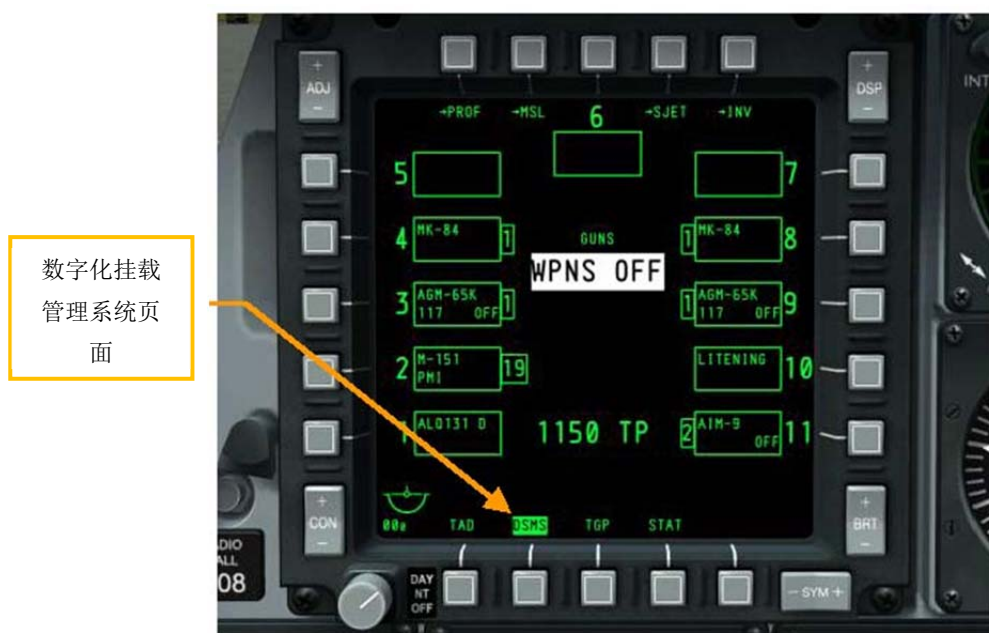 数字化挂载
管理系统页
面
+
ADJ
-
+
DSP
-
INT
→PROF →MSL 6 →SJET →INV
5
7
4 MK-84 1
GUNS
1 MK-84 8
WPNS OFF
3 AGM-65K 1
117 OFF
1 AGM-65K 9
117 OFF
2 M-151 19
PMI
LITENING 10
1 ALQ131 D
1150 TP
2 AIM-9 11
OFF
TAD DSMS TGP STAT
+
CON
-
+
BRT
-
DAY
NT
OFF
- SYM +
08